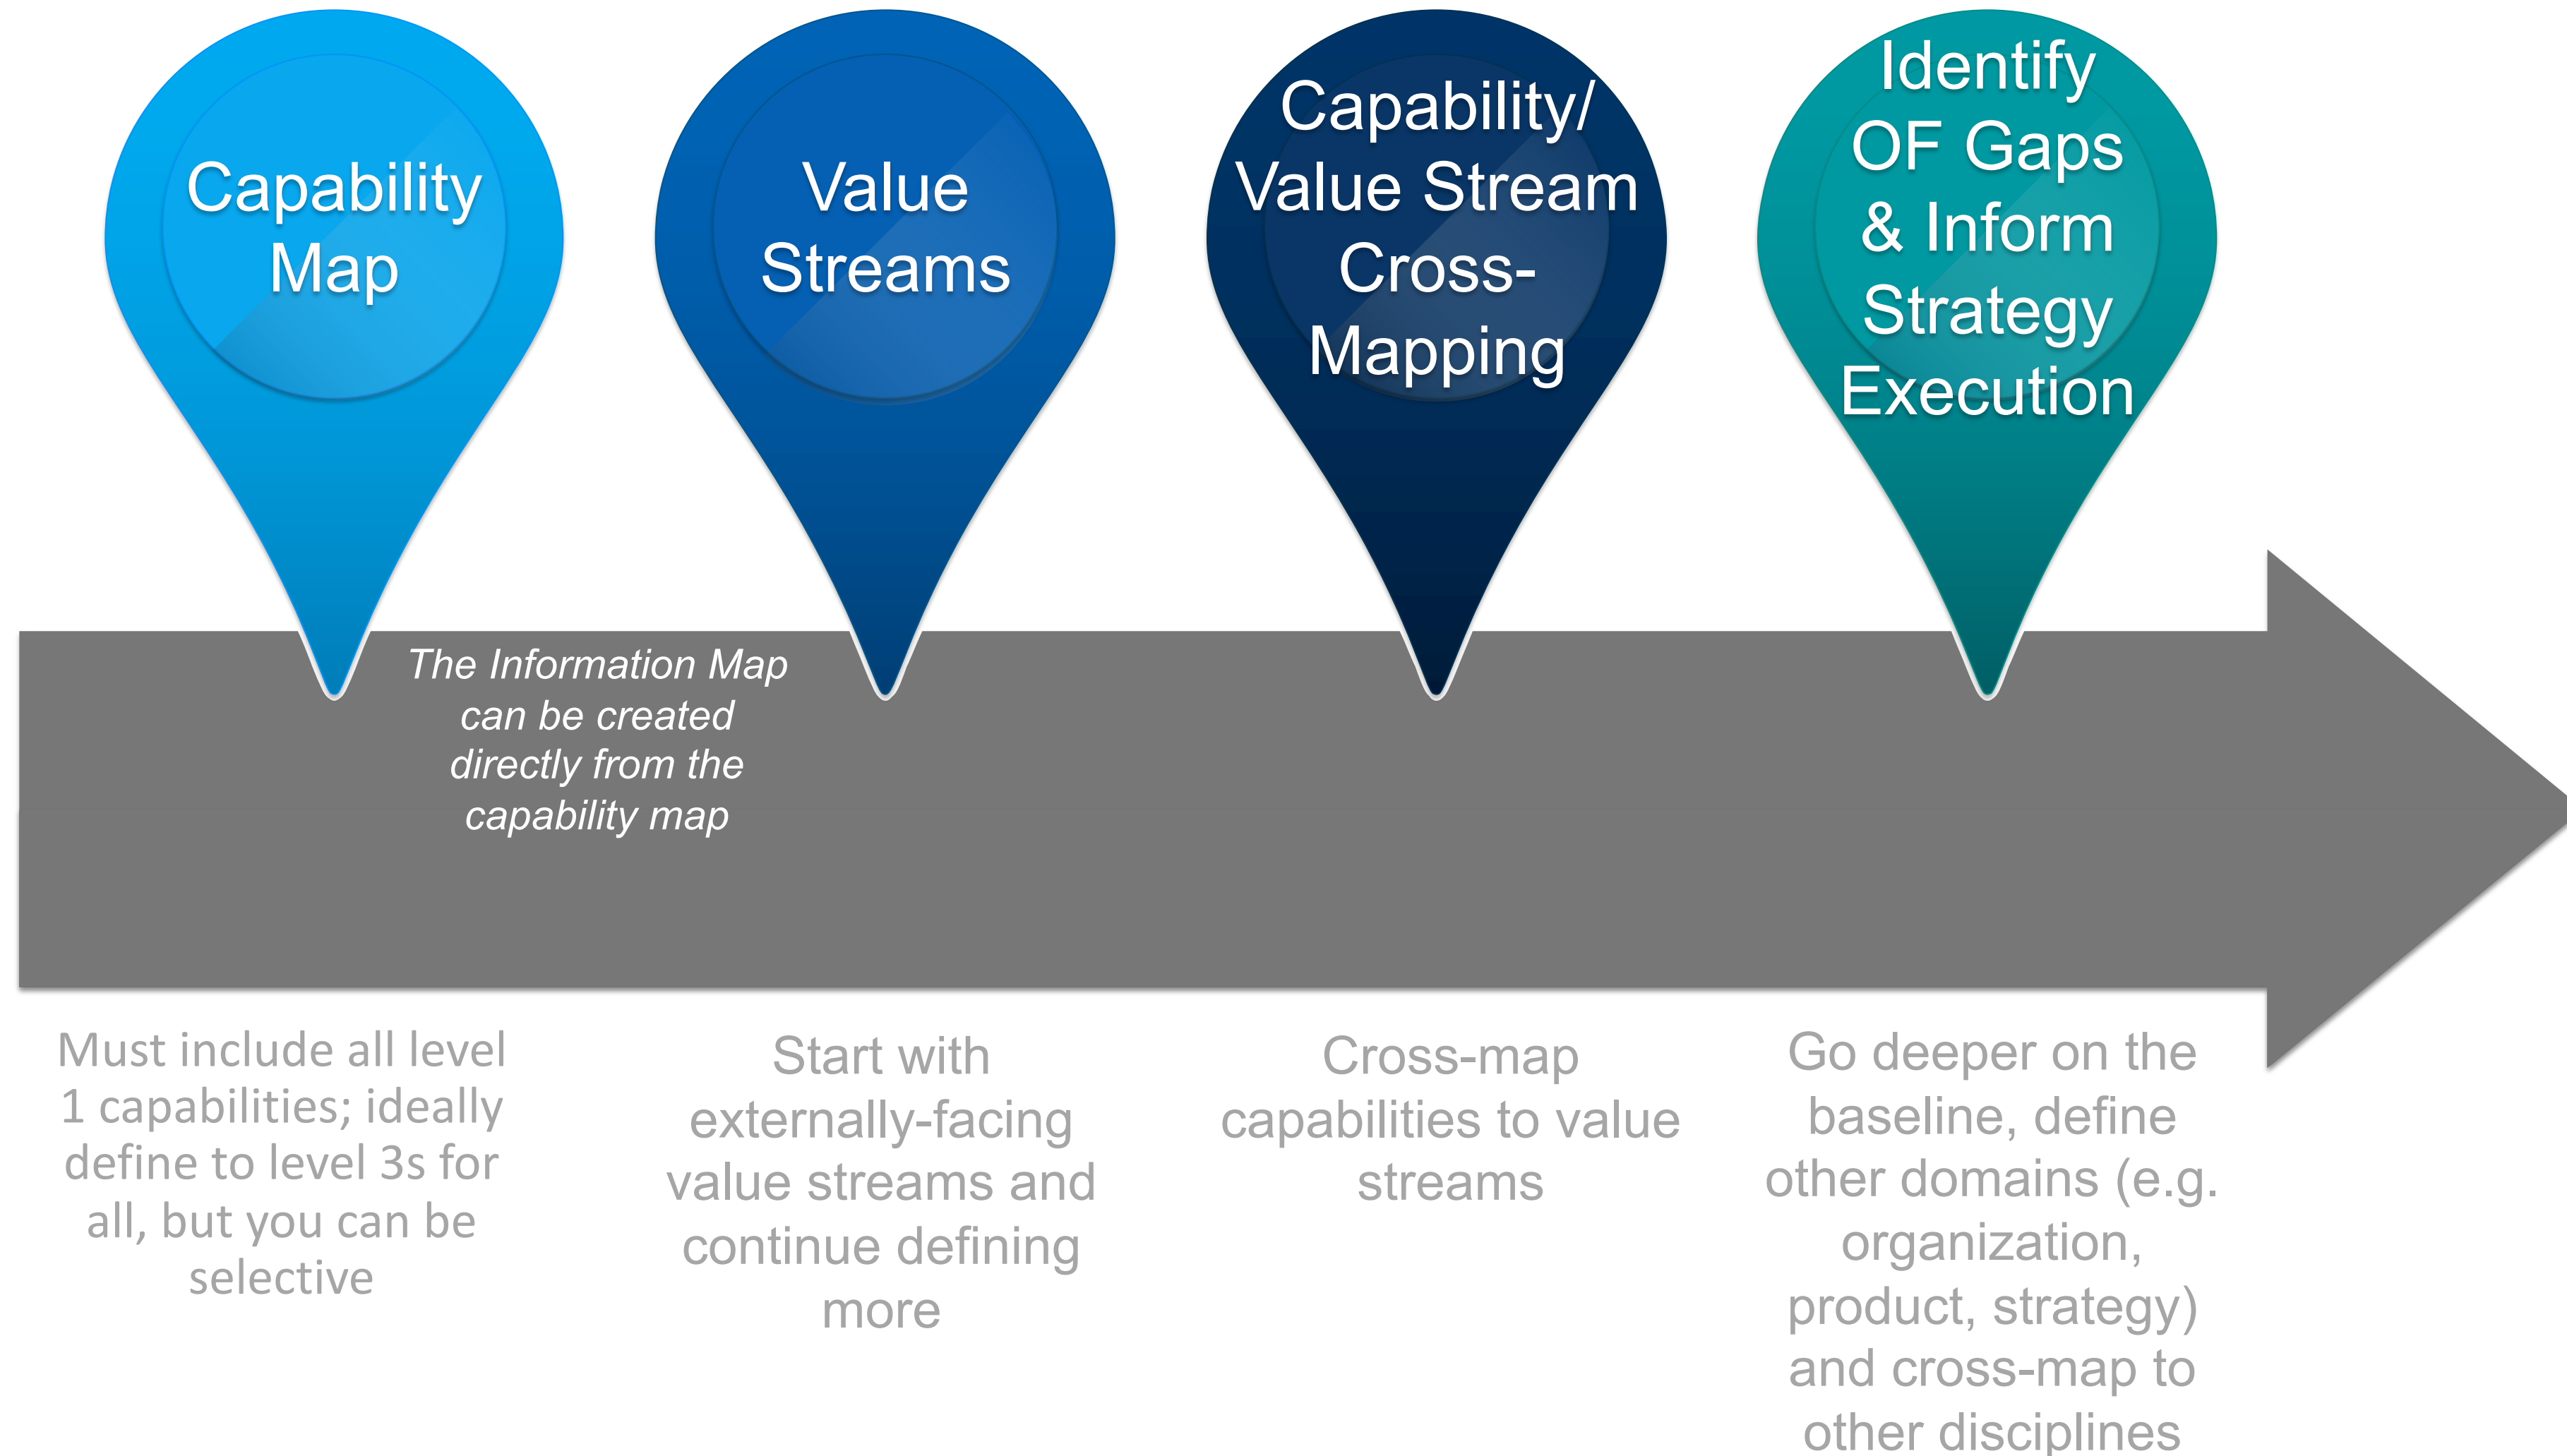 Capability
Map
Value
Streams
Capability/
Value Stream
Cross-
Mapping
Identify
OF Gaps
& Inform
Strategy
Execution
The Information Map
can be created
directly from the
capability map
Must include all level
1 capabilities; ideally
define to level 3s for
all, but you can be
selective
Start with
externally-facing
value streams and
continue defining
more
Cross-map
capabilities to value
streams
Go deeper on the
baseline, define
other domains (e.g.
organization,
product, strategy)
and cross-map to
other disciplines